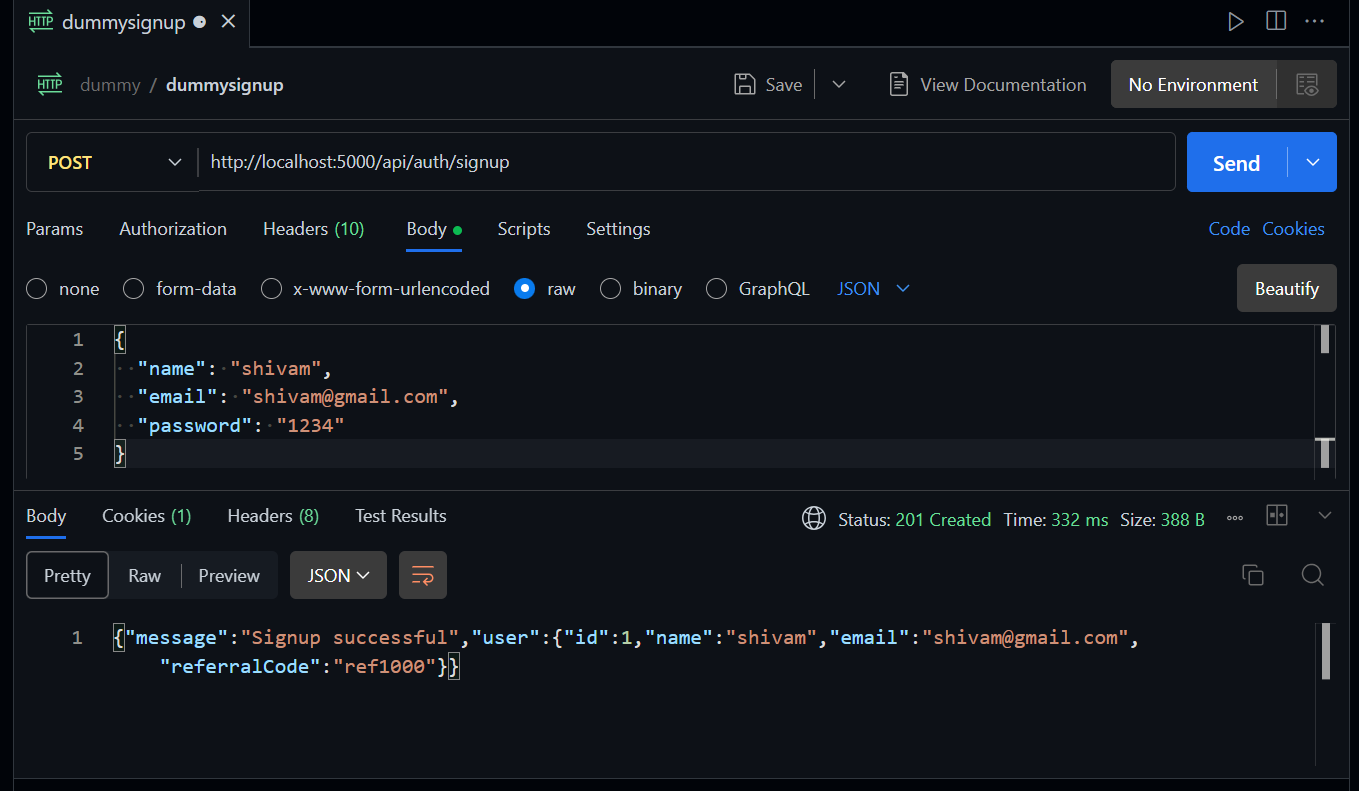 HTTP dummysignup
HTTP dummy / dummysignup Save View Documentation No Environment
POST http://localhost:5000/api/auth/signup Send
Params Authorization Headers (10) Body Scripts Settings Code Cookies
none form-data x-www-form-urlencoded raw binary GraphQL JSON Beautify
1 {
2 "name": "shivam",
3 "email": "shivam@gmail.com",
4 "password": "1234"
5 }
Body Cookies (1) Headers (8) Test Results Status: 201 Created Time: 332 ms Size: 388 B
Pretty Raw Preview JSON
1 {"message":"Signup successful","user":{"id":1,"name":"shivam","email":"shivam@gmail.com",
"referralCode":"ref1000"}}